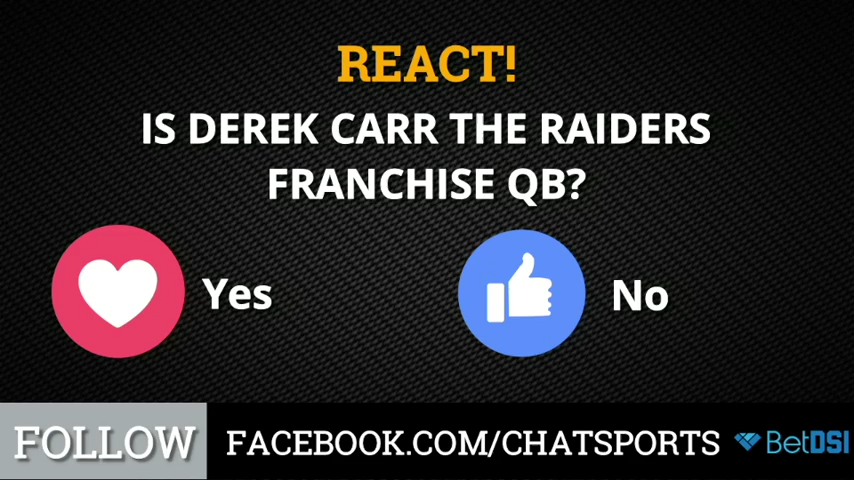 REACT!
IS DEREK CARR THE RAIDERS
FRANCHISE QB?
Yes
No
FOLLOW
FACEBOOK.COM/CHATSPORTS
BetDSI